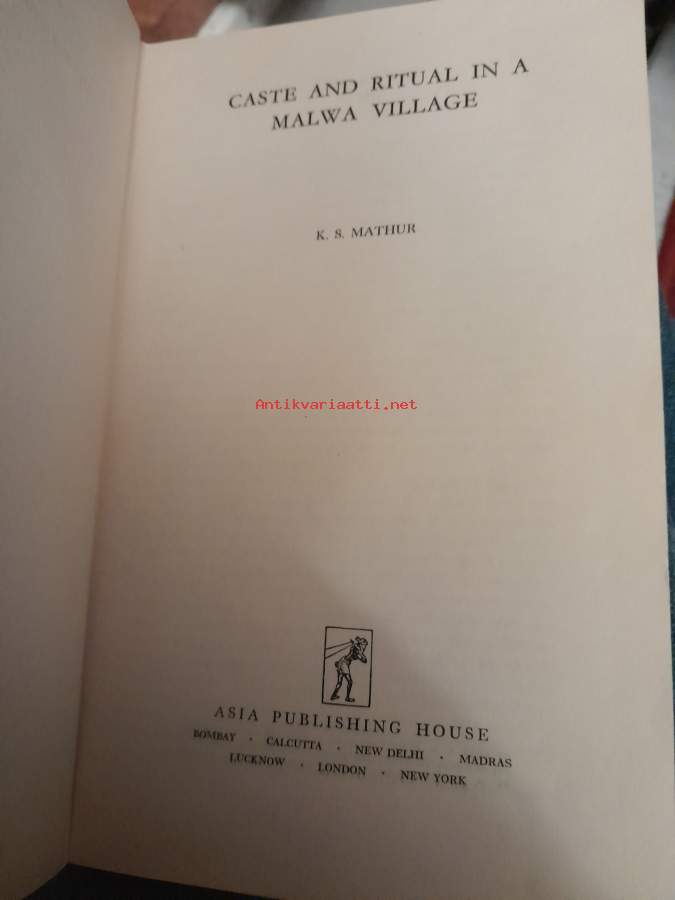 CASTE AND RITUAL IN A
MALWA VILLAGE
K. S. MATHUR
Antikvariaatti.net
ASIA PUBLISHING HOUSE
BOMBAY · CALCUTTA · NEW DELHI · MADRAS
LUCKNOW · LONDON · NEW YORK